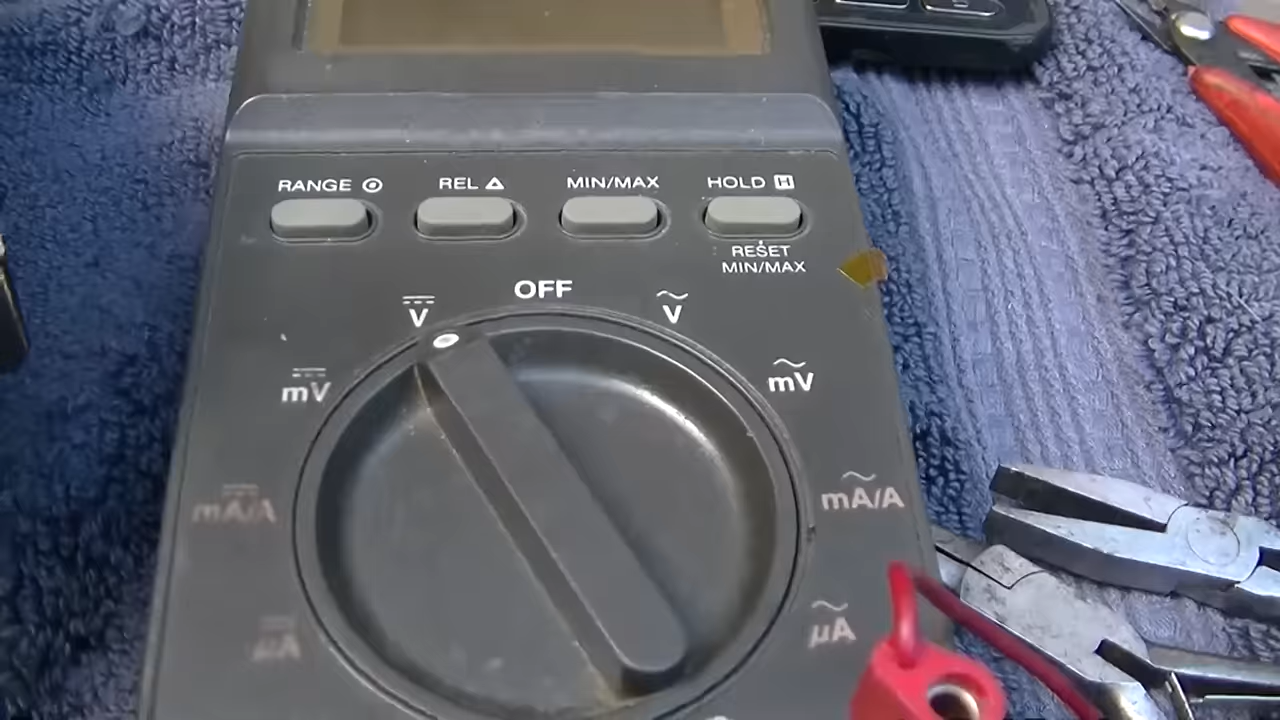 RANGE
REL △
MIN/MAX
HOLD H
RESET
MIN/MAX
OFF
V
V
mV
mV
mA/A
mA/A
µA
µA